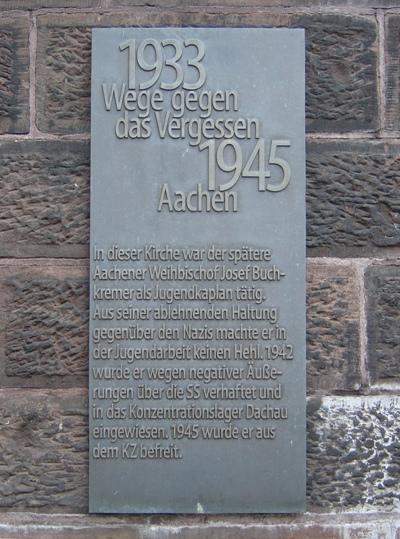 1933
Wege gegen
das Vergessen
1945
Aachen
In dieser Kirche war der spätere
Aachener Weihbischof Josef Buch-
kremer als Jugendkaplan tätig.
Aus seiner ablehnenden Haltung
gegenüber den Nazis machte er in
der Jugendarbeit keinen Hehl. 1942
wurde er wegen negativer Äuße-
rungen über die SS verhaftet und
in das Konzentrationslager Dachau
eingewiesen. 1945 wurde er aus
dem KZ befreit.